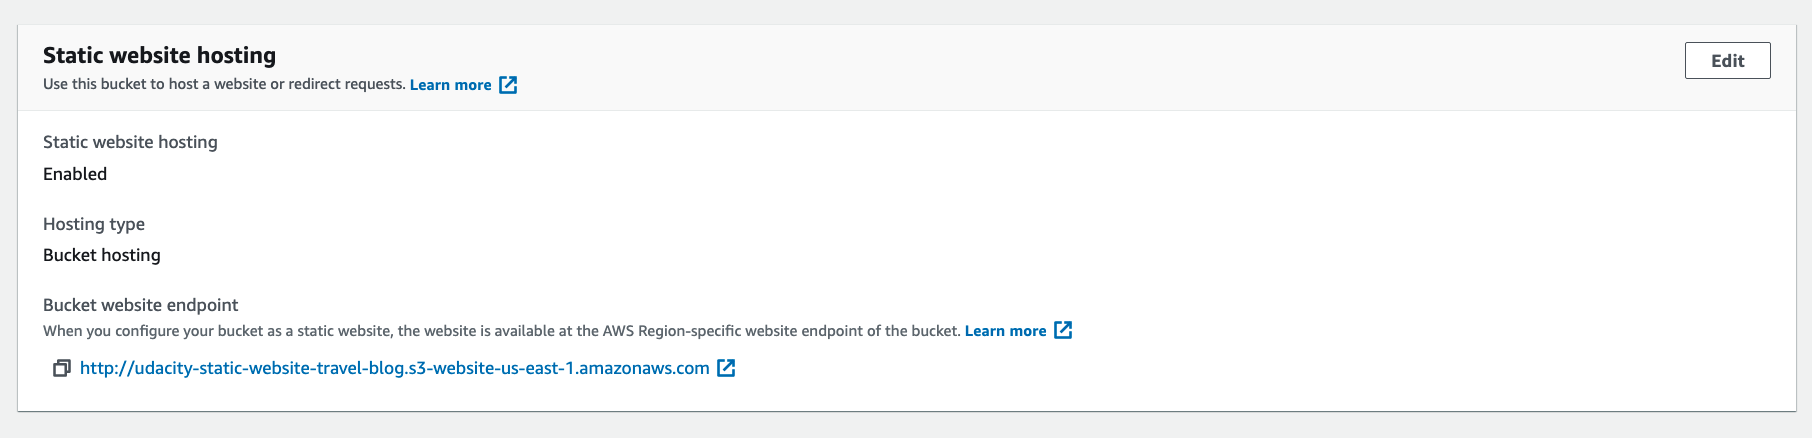 Static website hosting
Edit
Use this bucket to host a website or redirect requests. Learn more
Static website hosting
Enabled
Hosting type
Bucket hosting
Bucket website endpoint
When you configure your bucket as a static website, the website is available at the AWS Region-specific website endpoint of the bucket. Learn more
http://udacity-static-website-travel-blog.s3-website-us-east-1.amazonaws.com